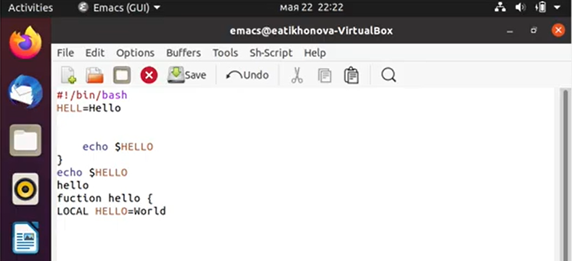 Activities Emacs (GUI) мая 22 22:22
emacs@eatikhonova-VirtualBox
File Edit Options Buffers Tools Sh-Script Help
Save Undo
#!/bin/bash
HELL=Hello
echo $HELLO
}
echo $HELLO
hello
fuction hello {
LOCAL HELLO=World